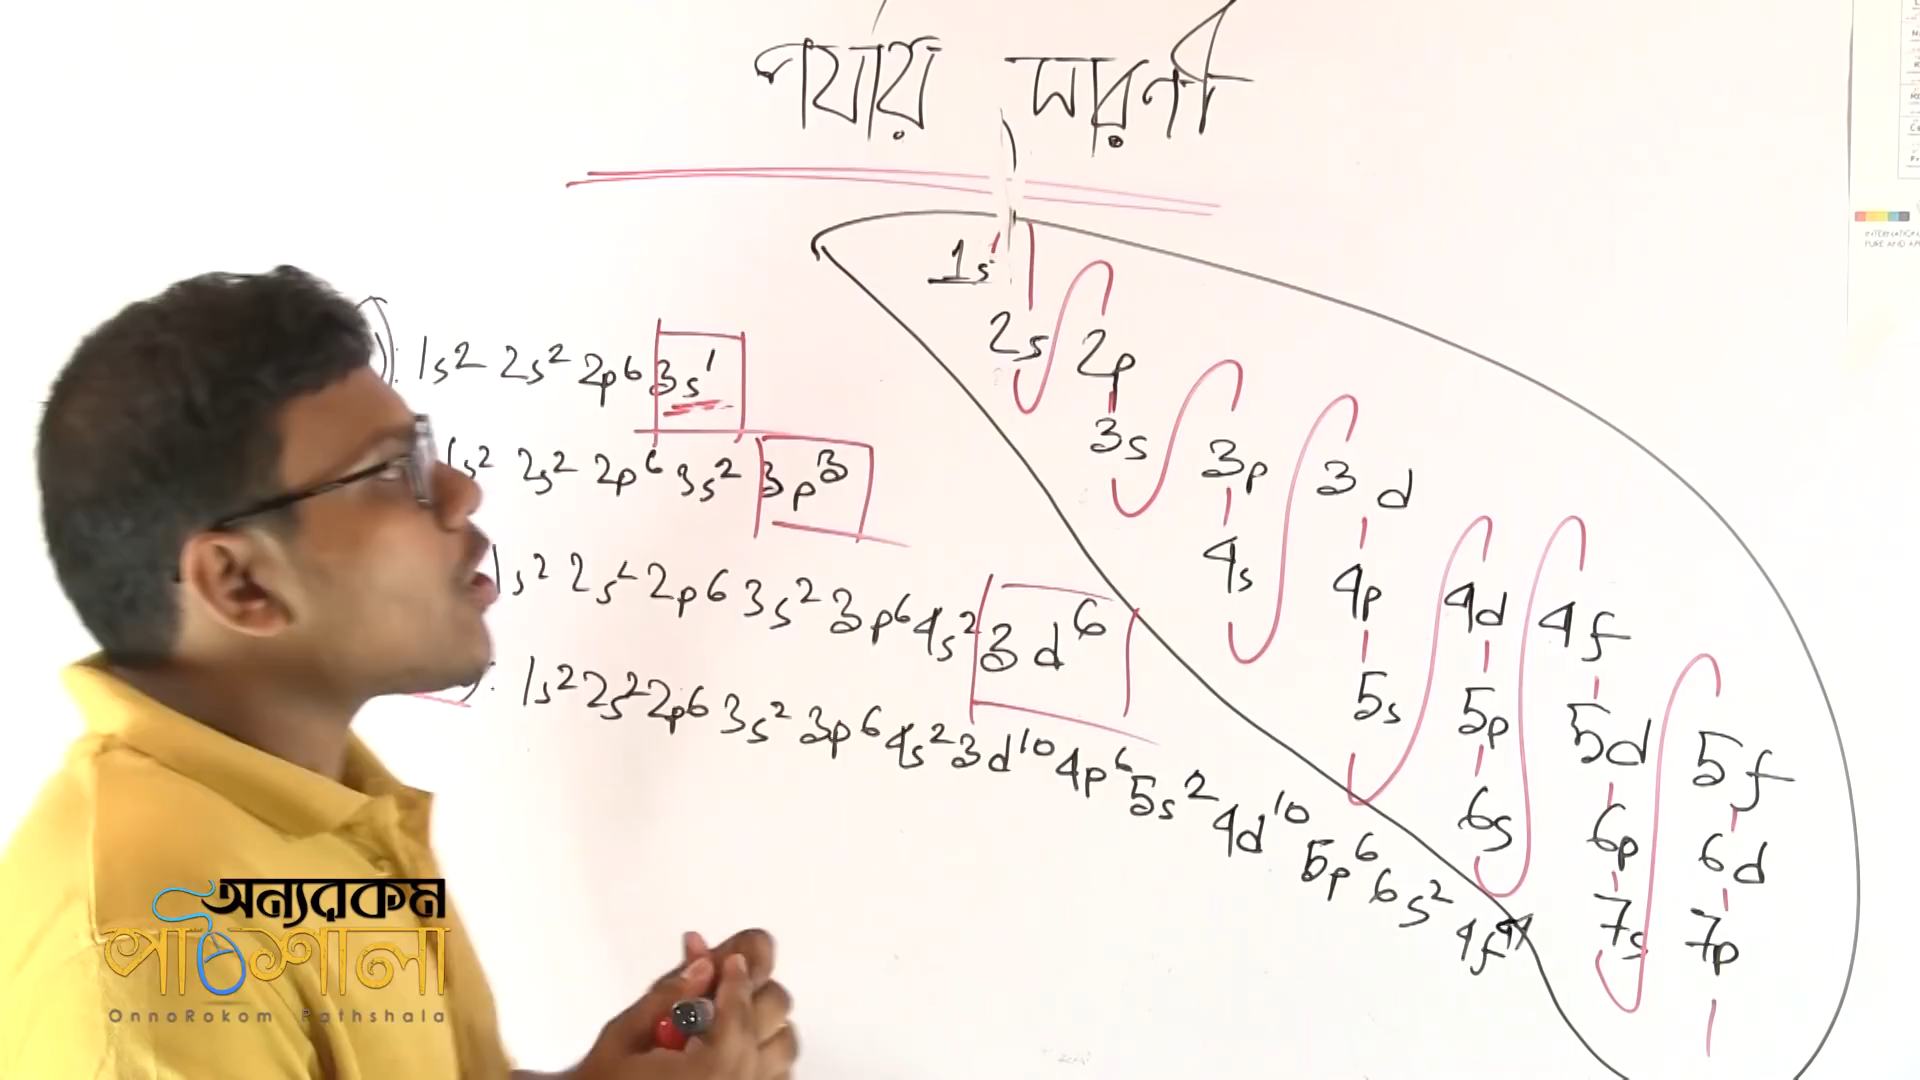 পর্যায় সারণী
1s
2s 2p
3s 3p 3d
4s 4p 4d 4f
5s 5p 5d 5f
6s 6p 6d
7s 7p
): 1s² 2s² 2p⁶ 3s¹
1s² 2s² 2p⁶ 3s² 3p³
1s² 2s² 2p⁶ 3s² 3p⁶ 4s² 3d⁶
): 1s² 2s² 2p⁶ 3s² 3p⁶ 4s² 3d¹⁰ 4p⁶ 5s² 4d¹⁰ 5p⁶ 6s² 4f
অন্যরকম
পাঠশালা
OnnoRokom Pathshala